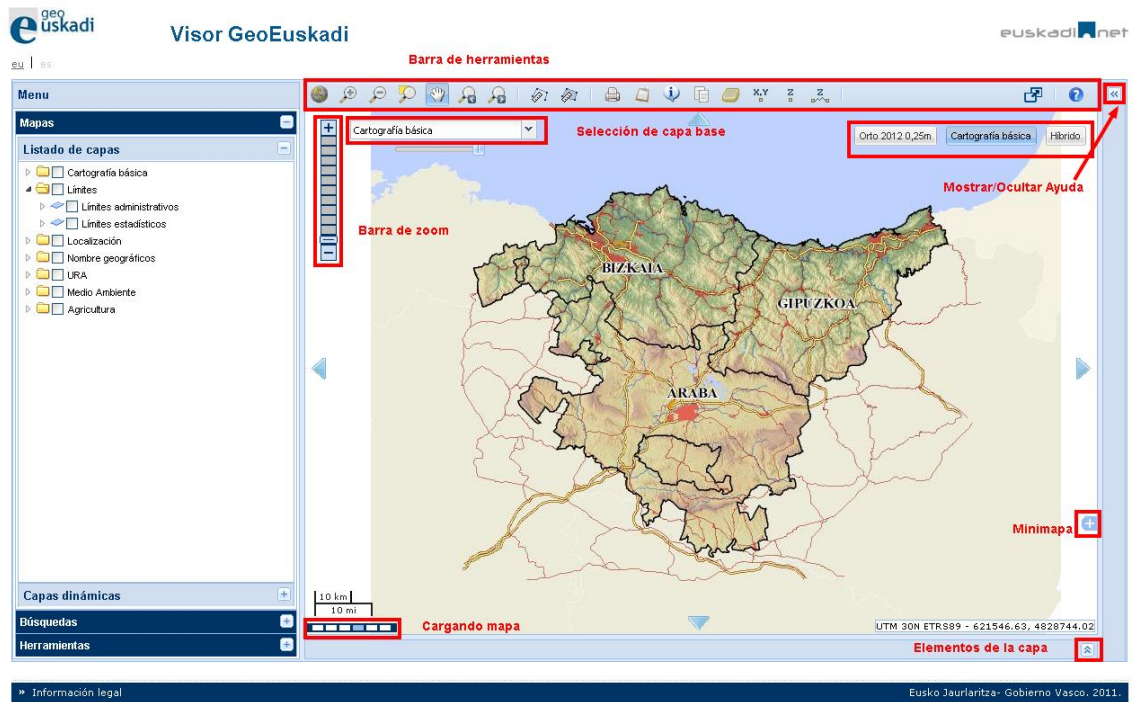 geo
euskadi
Visor GeoEuskadi
euskadi net
eu | es
Barra de herramientas
Menu
X,Y
Z
Z
?
Mapas
Cartografía básica
Selección de capa base
Orto 2012 0,25m.
Cartografía básica
Híbrido
Listado de capas
Cartografía básica
Límites
Límites administrativos
Límites estadísticos
Localización
Nombre geográficos
URA
Medio Ambiente
Agricultura
Mostrar/Ocultar Ayuda
Barra de zoom
BIZKAIA
GIPUZKOA
ARABA
Minimapa
Capas dinámicas
10 km
10 mi
Búsquedas
Cargando mapa
UTM 30N ETRS89 - 621546.63, 4828744.02
Herramientas
Elementos de la capa
» Información legal
Eusko Jaurlaritza- Gobierno Vasco. 2011.